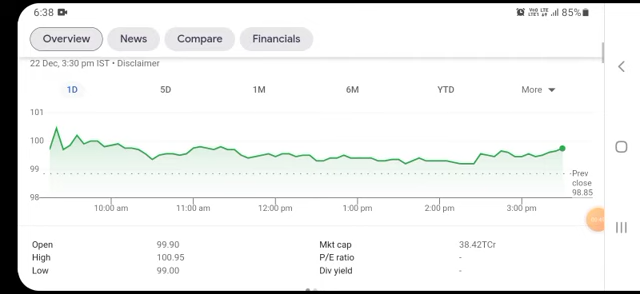 6:38
85%
Overview News Compare Financials
22 Dec, 3:30 pm IST • Disclaimer
1D 5D 1M 6M YTD More
101
100
99
98
Prev
close
98.85
10:00 am 11:00 am 12:00 pm 1:00 pm 2:00 pm 3:00 pm
Open 99.90 Mkt cap 38.42TCr
High 100.95 P/E ratio -
Low 99.00 Div yield -